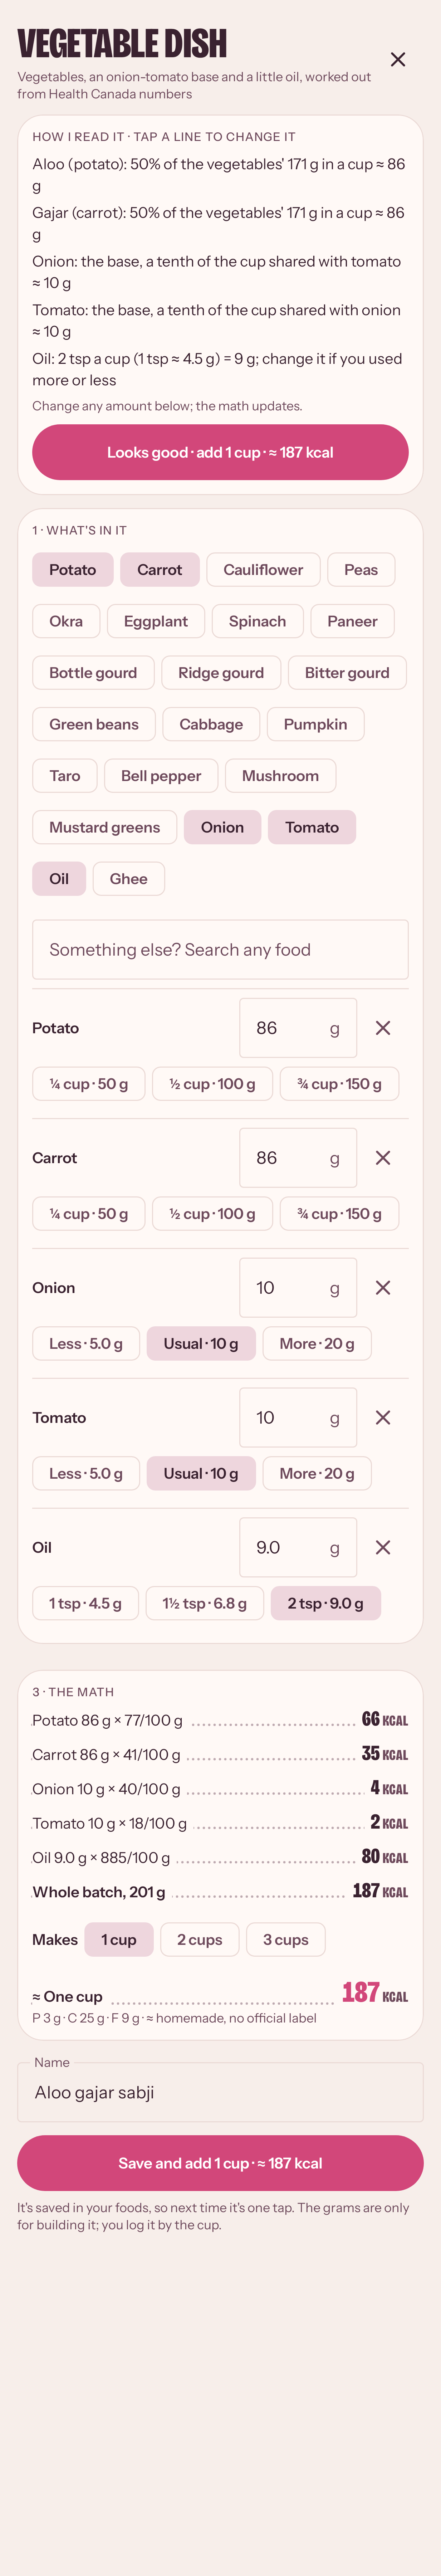 VEGETABLE DISH
Vegetables, an onion-tomato base and a little oil, worked out
from Health Canada numbers
HOW I READ IT · TAP A LINE TO CHANGE IT
Aloo (potato): 50% of the vegetables' 171 g in a cup ≈ 86
g
Gajar (carrot): 50% of the vegetables' 171 g in a cup ≈ 86
g
Onion: the base, a tenth of the cup shared with tomato
≈ 10 g
Tomato: the base, a tenth of the cup shared with onion
≈ 10 g
Oil: 2 tsp a cup (1 tsp ≈ 4.5 g) = 9 g; change it if you used
more or less
Change any amount below; the math updates.
Looks good · add 1 cup · ≈ 187 kcal
1 · WHAT'S IN IT
Potato Carrot Cauliflower Peas
Okra Eggplant Spinach Paneer
Bottle gourd Ridge gourd Bitter gourd
Green beans Cabbage Pumpkin
Taro Bell pepper Mushroom
Mustard greens Onion Tomato
Oil Ghee
Something else? Search any food
Potato 86 g
¼ cup · 50 g ½ cup · 100 g ¾ cup · 150 g
Carrot 86 g
¼ cup · 50 g ½ cup · 100 g ¾ cup · 150 g
Onion 10 g
Less · 5.0 g Usual · 10 g More · 20 g
Tomato 10 g
Less · 5.0 g Usual · 10 g More · 20 g
Oil 9.0 g
1 tsp · 4.5 g 1½ tsp · 6.8 g 2 tsp · 9.0 g
3 · THE MATH
Potato 86 g × 77/100 g 66 KCAL
Carrot 86 g × 41/100 g 35 KCAL
Onion 10 g × 40/100 g 4 KCAL
Tomato 10 g × 18/100 g 2 KCAL
Oil 9.0 g × 885/100 g 80 KCAL
Whole batch, 201 g 187 KCAL
Makes 1 cup 2 cups 3 cups
≈ One cup 187 KCAL
P 3 g · C 25 g · F 9 g · ≈ homemade, no official label
Name
Aloo gajar sabji
Save and add 1 cup · ≈ 187 kcal
It's saved in your foods, so next time it's one tap. The grams are only
for building it; you log it by the cup.